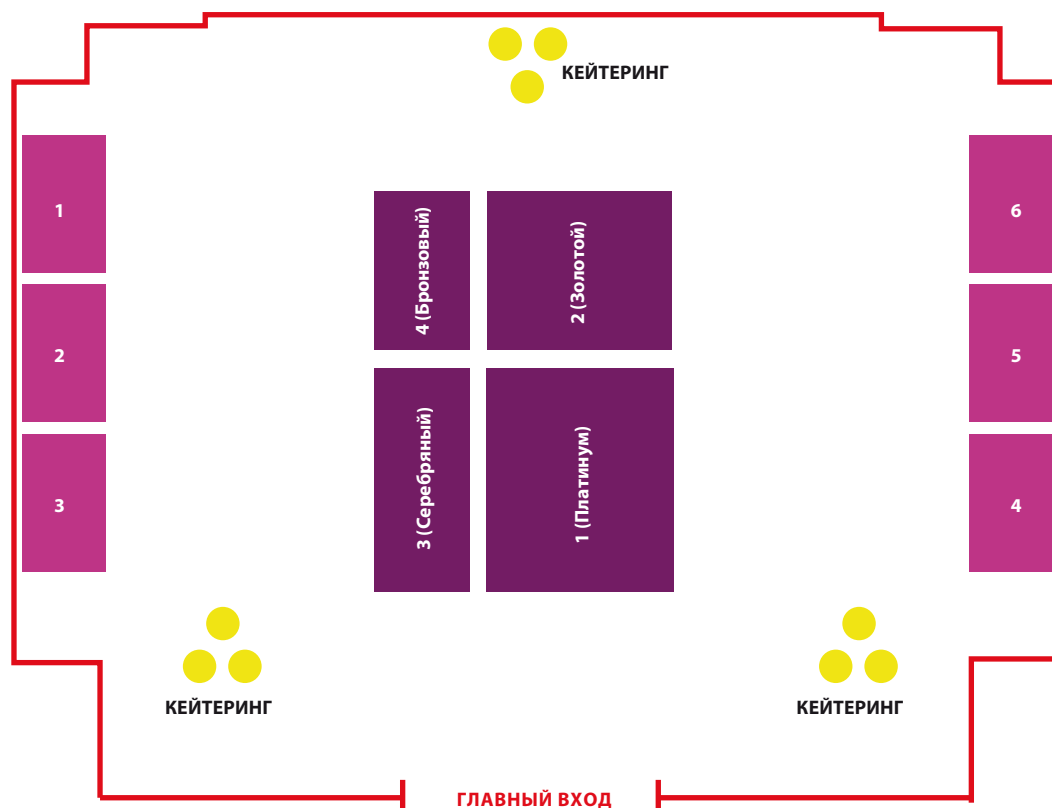 КЕЙТЕРИНГ
1
6
4 (Бронзовый)
2 (Золотой)
2
5
3 (Серебряный)
1 (Платинум)
3
4
КЕЙТЕРИНГ
КЕЙТЕРИНГ
ГЛАВНЫЙ ВХОД